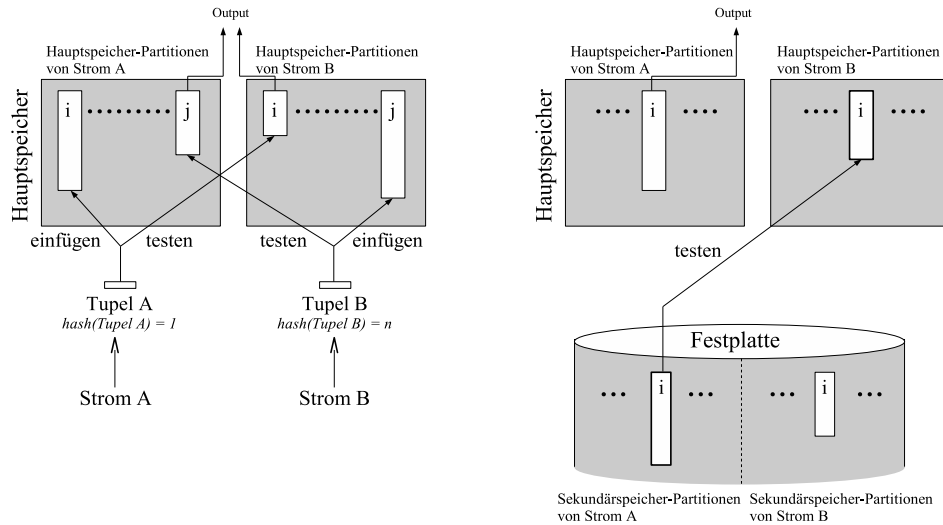 Output
Hauptspeicher-Partitionen
von Strom A
Hauptspeicher-Partitionen
von Strom B
Hauptspeicher
i
j
i
j
einfügen
testen
testen
einfügen
Tupel A
hash(Tupel A) = 1
Tupel B
hash(Tupel B) = n
Strom A
Strom B
Output
Hauptspeicher-Partitionen
von Strom A
Hauptspeicher-Partitionen
von Strom B
Hauptspeicher
i
i
testen
Festplatte
i
i
Sekundärspeicher-Partitionen
von Strom A
Sekundärspeicher-Partitionen
von Strom B